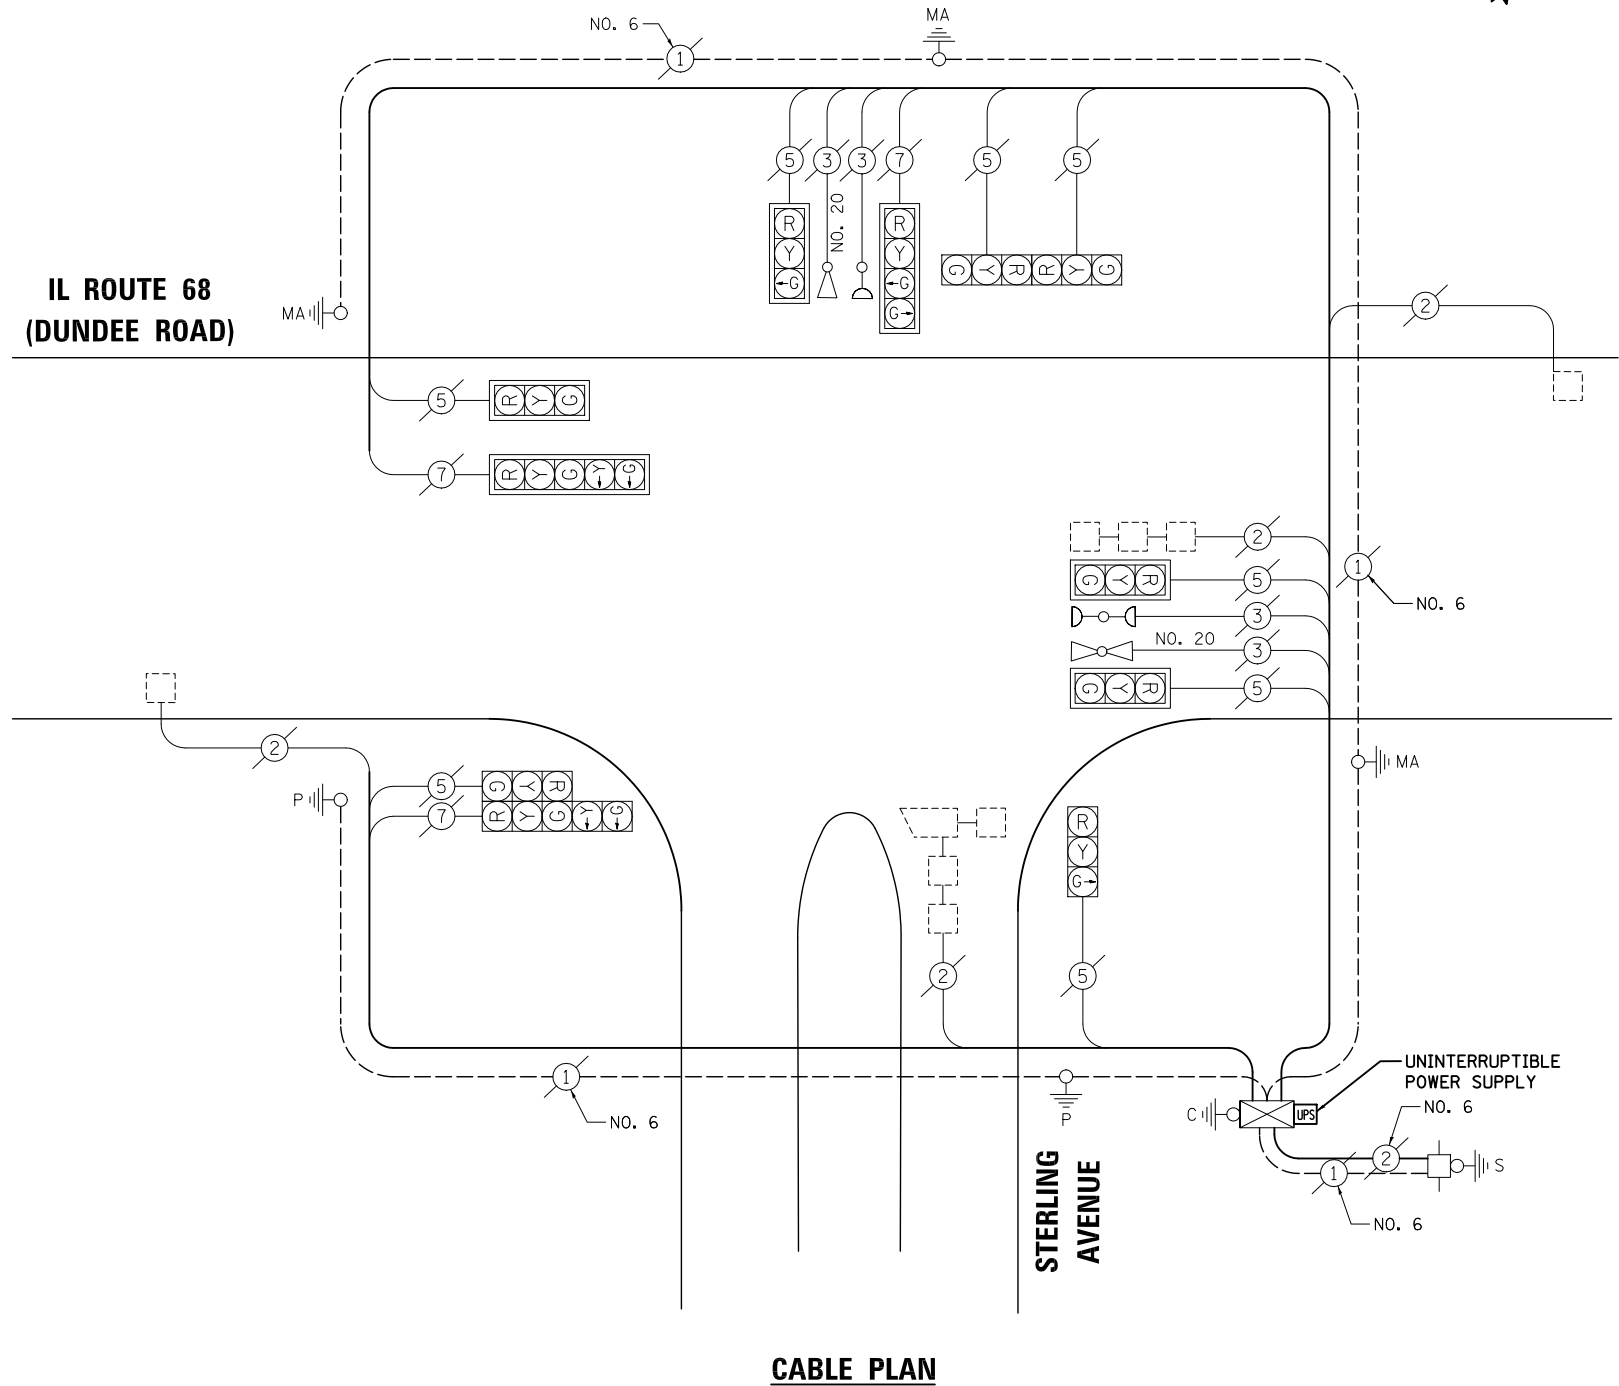 NO. 6
1
MA
5
3
3
7
5
5
NO. 20
R
Y
G
R
Y
G
G
G Y R R Y G
IL ROUTE 68
(DUNDEE ROAD)
MA
2
5
R Y G
7
R Y G Y G
2
5
G Y R
3
3
NO. 20
5
G Y R
1
NO. 6
MA
2
P
5
G Y R
7
R Y G Y G
R
Y
G
2
5
1
NO. 6
P
C
UPS
UNINTERRUPTIBLE
POWER SUPPLY
NO. 6
2
1
S
NO. 6
STERLING
AVENUE
CABLE PLAN